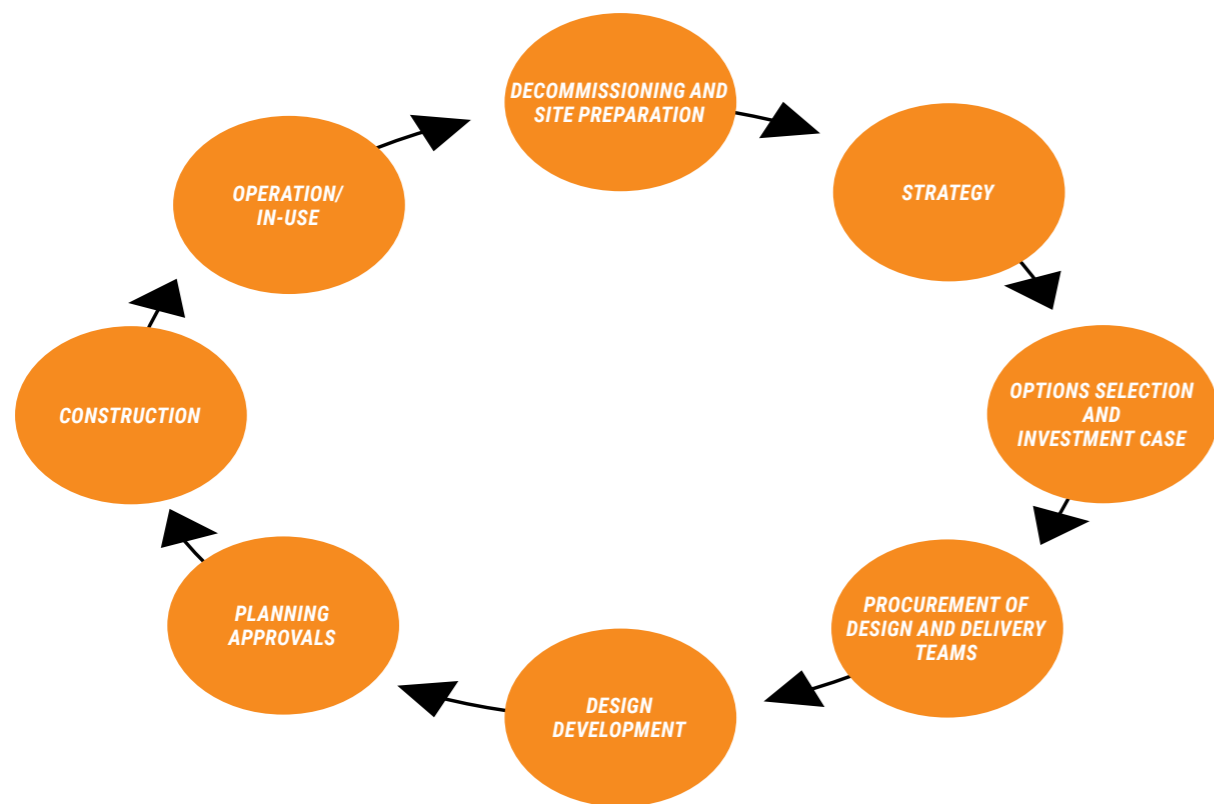 DECOMMISSIONING AND
SITE PREPARATION
STRATEGY
OPTIONS SELECTION
AND
INVESTMENT CASE
PROCUREMENT OF
DESIGN AND DELIVERY
TEAMS
DESIGN
DEVELOPMENT
PLANNING
APPROVALS
CONSTRUCTION
OPERATION/
IN-USE